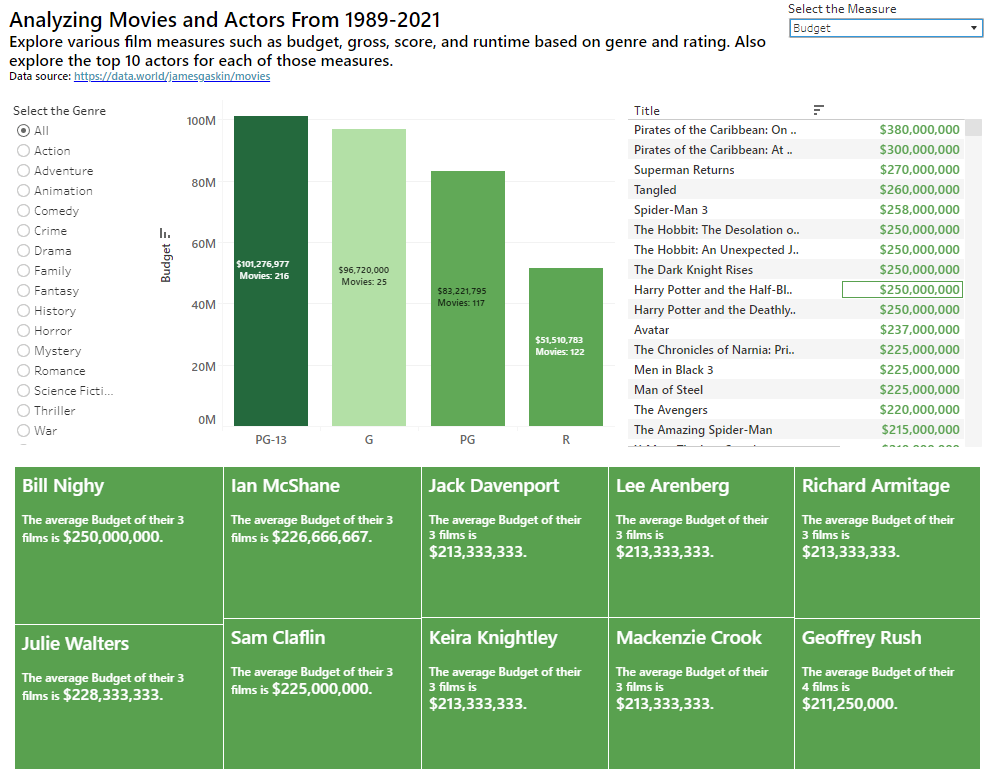 Analyzing Movies and Actors From 1989-2021
Explore various film measures such as budget, gross, score, and runtime based on genre and rating. Also
explore the top 10 actors for each of those measures.
Data source: https://data.world/jamesgaskin/movies
Select the Measure
Budget
Select the Genre
All
Action
Adventure
Animation
Comedy
Crime
Drama
Family
Fantasy
History
Horror
Mystery
Romance
Science Ficti...
Thriller
War
Budget
100M
80M
60M
40M
20M
0M
$101,276,977
Movies: 216
$96,720,000
Movies: 25
$83,221,795
Movies: 117
$51,510,783
Movies: 122
PG-13
G
PG
R
Title
Pirates of the Caribbean: On .. $380,000,000
Pirates of the Caribbean: At .. $300,000,000
Superman Returns $270,000,000
Tangled $260,000,000
Spider-Man 3 $258,000,000
The Hobbit: The Desolation o.. $250,000,000
The Hobbit: An Unexpected J.. $250,000,000
The Dark Knight Rises $250,000,000
Harry Potter and the Half-Bl.. $250,000,000
Harry Potter and the Deathly.. $250,000,000
Avatar $237,000,000
The Chronicles of Narnia: Pri.. $225,000,000
Men in Black 3 $225,000,000
Man of Steel $225,000,000
The Avengers $220,000,000
The Amazing Spider-Man $215,000,000
Bill Nighy
The average Budget of their 3
films is $250,000,000.
Ian McShane
The average Budget of their 3
films is $226,666,667.
Jack Davenport
The average Budget of their
3 films is
$213,333,333.
Lee Arenberg
The average Budget of their
3 films is
$213,333,333.
Richard Armitage
The average Budget of their
3 films is
$213,333,333.
Julie Walters
The average Budget of their 3
films is $228,333,333.
Sam Claflin
The average Budget of their 3
films is $225,000,000.
Keira Knightley
The average Budget of their
3 films is
$213,333,333.
Mackenzie Crook
The average Budget of their
3 films is
$213,333,333.
Geoffrey Rush
The average Budget of their
4 films is
$211,250,000.